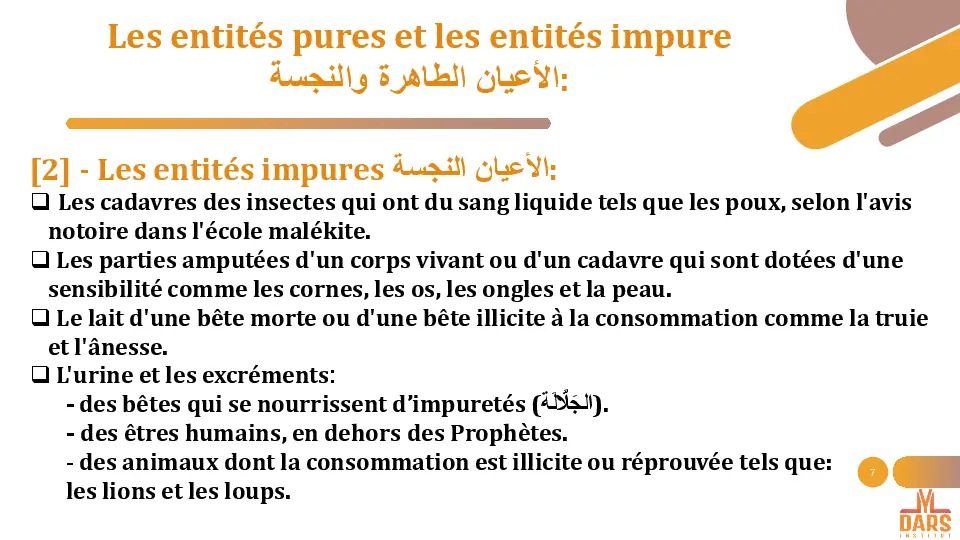 Les entités pures et les entités impure
الأعيان الطاهرة والنجسة:
[2] - Les entités impures الأعيان النجسة:
❑ Les cadavres des insectes qui ont du sang liquide tels que les poux, selon l'avis
notoire dans l'école malékite.
❑ Les parties amputées d'un corps vivant ou d'un cadavre qui sont dotées d'une
sensibilité comme les cornes, les os, les ongles et la peau.
❑ Le lait d'une bête morte ou d'une bête illicite à la consommation comme la truie
et l'ânesse.
❑ L'urine et les excréments:
- des bêtes qui se nourrissent d’impuretés (الجَلَّالَة).
- des êtres humains, en dehors des Prophètes.
- des animaux dont la consommation est illicite ou réprouvée tels que:
les lions et les loups.
7
DARS
INSTITUT